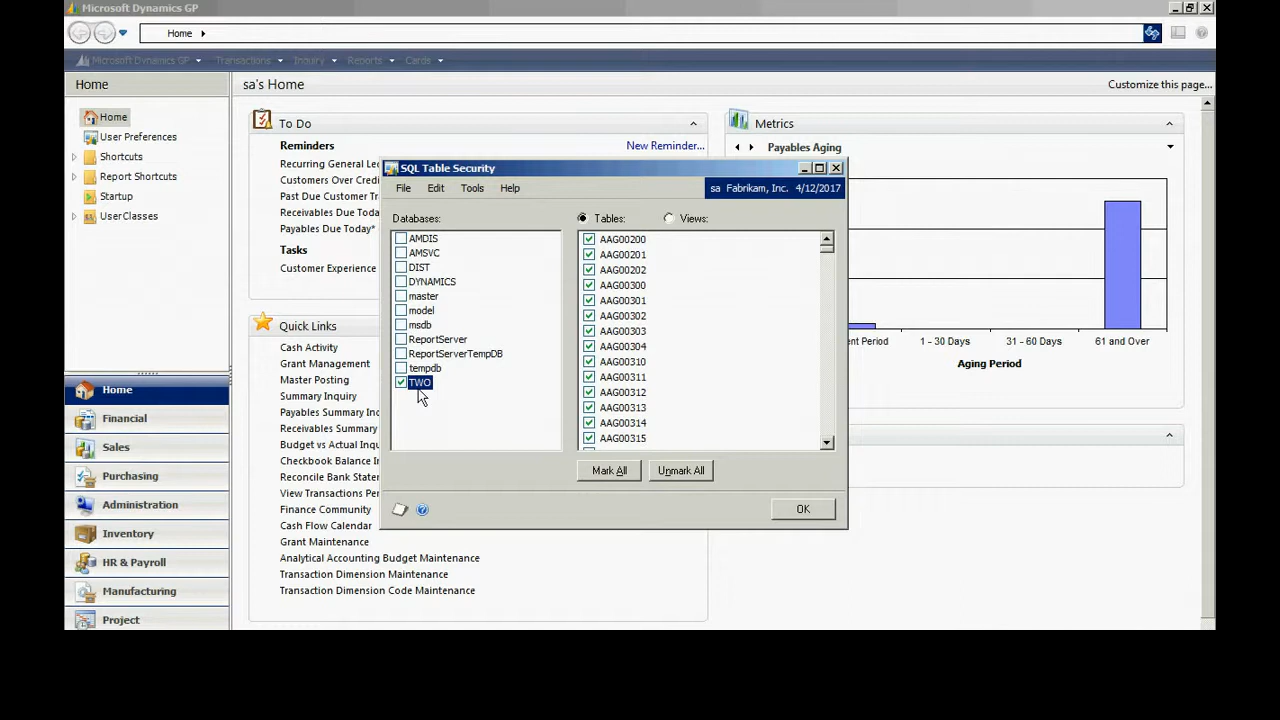 Microsoft Dynamics GP
Home
Microsoft Dynamics GP Transactions Inquiry Reports Cards
Home
sa's Home
Customize this page...
Home
User Preferences
Shortcuts
Report Shortcuts
Startup
UserClasses
Home
Financial
Sales
Purchasing
Administration
Inventory
HR & Payroll
Manufacturing
Project
To Do
Reminders
New Reminder...
Recurring General Le
Customers Over Credi
Past Due Customer Tr
Receivables Due Today*
Payables Due Today*
Tasks
Customer Experience
Quick Links
Cash Activity
Grant Management
Master Posting
Summary Inquiry
Payables Summary Inc
Receivables Summary
Budget vs Actual Inqu
Checkbook Balance I
Reconcile Bank Stater
View Transactions Per
Finance Community
Cash Flow Calendar
Grant Maintenance
Analytical Accounting Budget Maintenance
Transaction Dimension Maintenance
Transaction Dimension Code Maintenance
SQL Table Security
File Edit Tools Help
sa Fabrikam, Inc. 4/12/2017
Databases:
AMDIS
AMSVC
DIST
DYNAMICS
master
model
msdb
ReportServer
ReportServerTempDB
tempdb
TWO
Tables:
Views:
AAG00200
AAG00201
AAG00202
AAG00300
AAG00301
AAG00302
AAG00303
AAG00304
AAG00310
AAG00311
AAG00312
AAG00313
AAG00314
AAG00315
Mark All
Unmark All
OK
Metrics
Payables Aging
ent Period
1 - 30 Days
31 - 60 Days
61 and Over
Aging Period